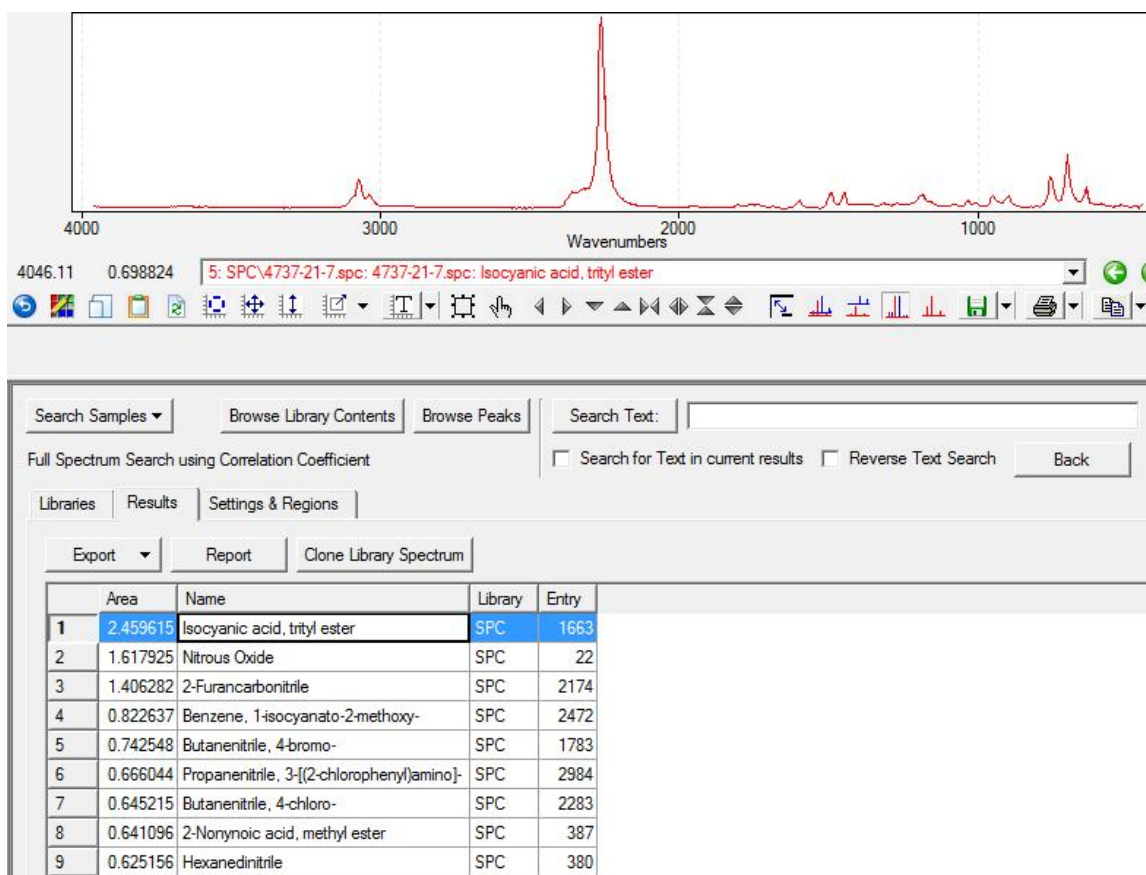 4000 3000 2000 1000
Wavenumbers
4046.11 0.698824 5: SPC\4737-21-7.spc: 4737-21-7.spc: Isocyanic acid, trityl ester
T
Search Samples Browse Library Contents Browse Peaks Search Text:
Full Spectrum Search using Correlation Coefficient Search for Text in current results Reverse Text Search Back
Libraries Results Settings & Regions
Export Report Clone Library Spectrum
Area Name Library Entry
1 2.459615 Isocyanic acid, trityl ester SPC 1663
2 1.617925 Nitrous Oxide SPC 22
3 1.406282 2-Furancarbonitrile SPC 2174
4 0.822637 Benzene, 1-isocyanato-2-methoxy- SPC 2472
5 0.742548 Butanenitrile, 4-bromo- SPC 1783
6 0.666044 Propanenitrile, 3-[(2-chlorophenyl)amino]- SPC 2984
7 0.645215 Butanenitrile, 4-chloro- SPC 2283
8 0.641096 2-Nonynoic acid, methyl ester SPC 387
9 0.625156 Hexanedinitrile SPC 380